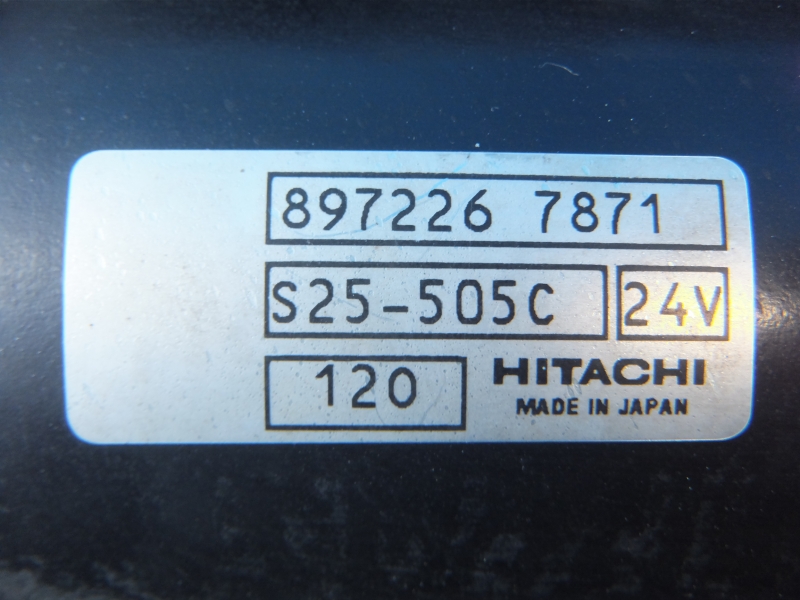 897226 7871
S25-505C 24V
120 HITACHI
MADE IN JAPAN